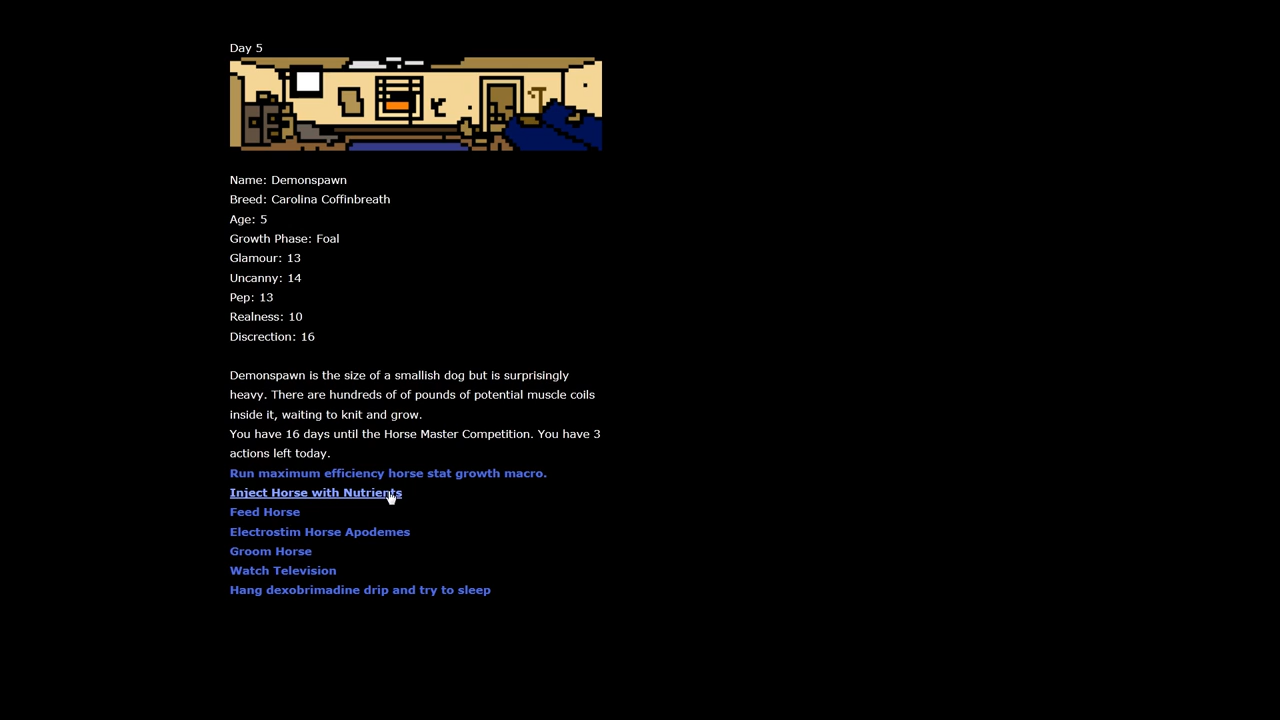 Day 5
Name: Demonspawn
Breed: Carolina Coffinbreath
Age: 5
Growth Phase: Foal
Glamour: 13
Uncanny: 14
Pep: 13
Realness: 10
Discrection: 16
Demonspawn is the size of a smallish dog but is surprisingly
heavy. There are hundreds of of pounds of potential muscle coils
inside it, waiting to knit and grow.
You have 16 days until the Horse Master Competition. You have 3
actions left today.
Run maximum efficiency horse stat growth macro.
Inject Horse with Nutrients
Feed Horse
Electrostim Horse Apodemes
Groom Horse
Watch Television
Hang dexobrimadine drip and try to sleep